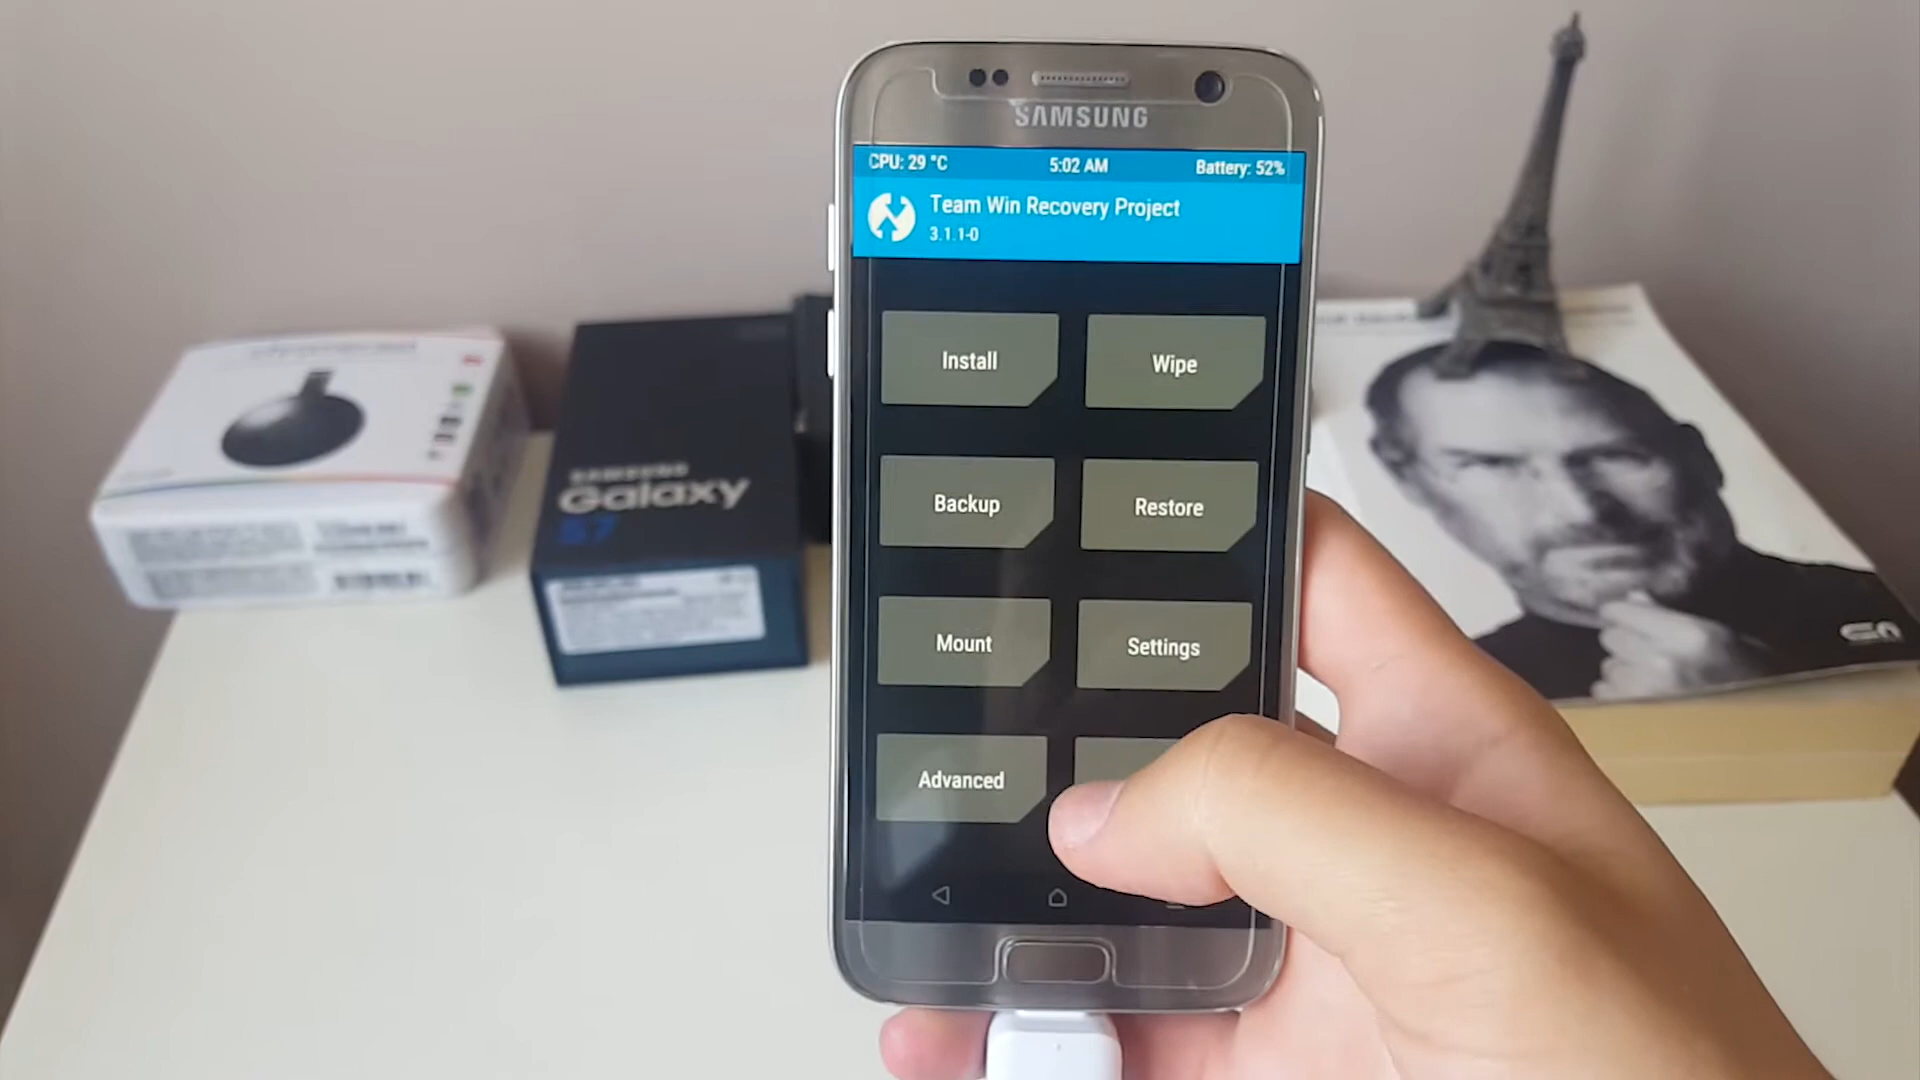 SAMSUNG
CPU: 29 °C 5:02 AM Battery: 52%
Team Win Recovery Project
3.1.1-0
Install Wipe
Backup Restore
Mount Settings
Advanced
SAMSUNG
Galaxy
S7